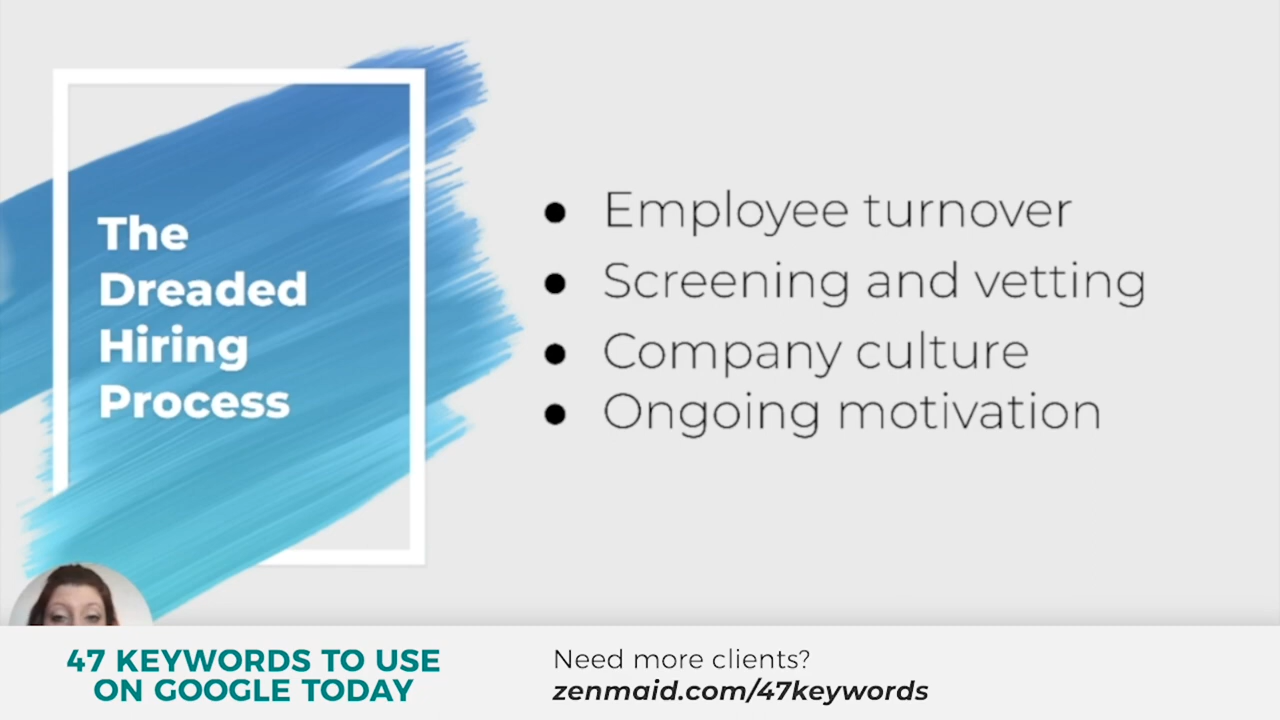 The
Dreaded
Hiring
Process
● Employee turnover
● Screening and vetting
● Company culture
● Ongoing motivation
47 KEYWORDS TO USE
ON GOOGLE TODAY
Need more clients?
zenmaid.com/47keywords